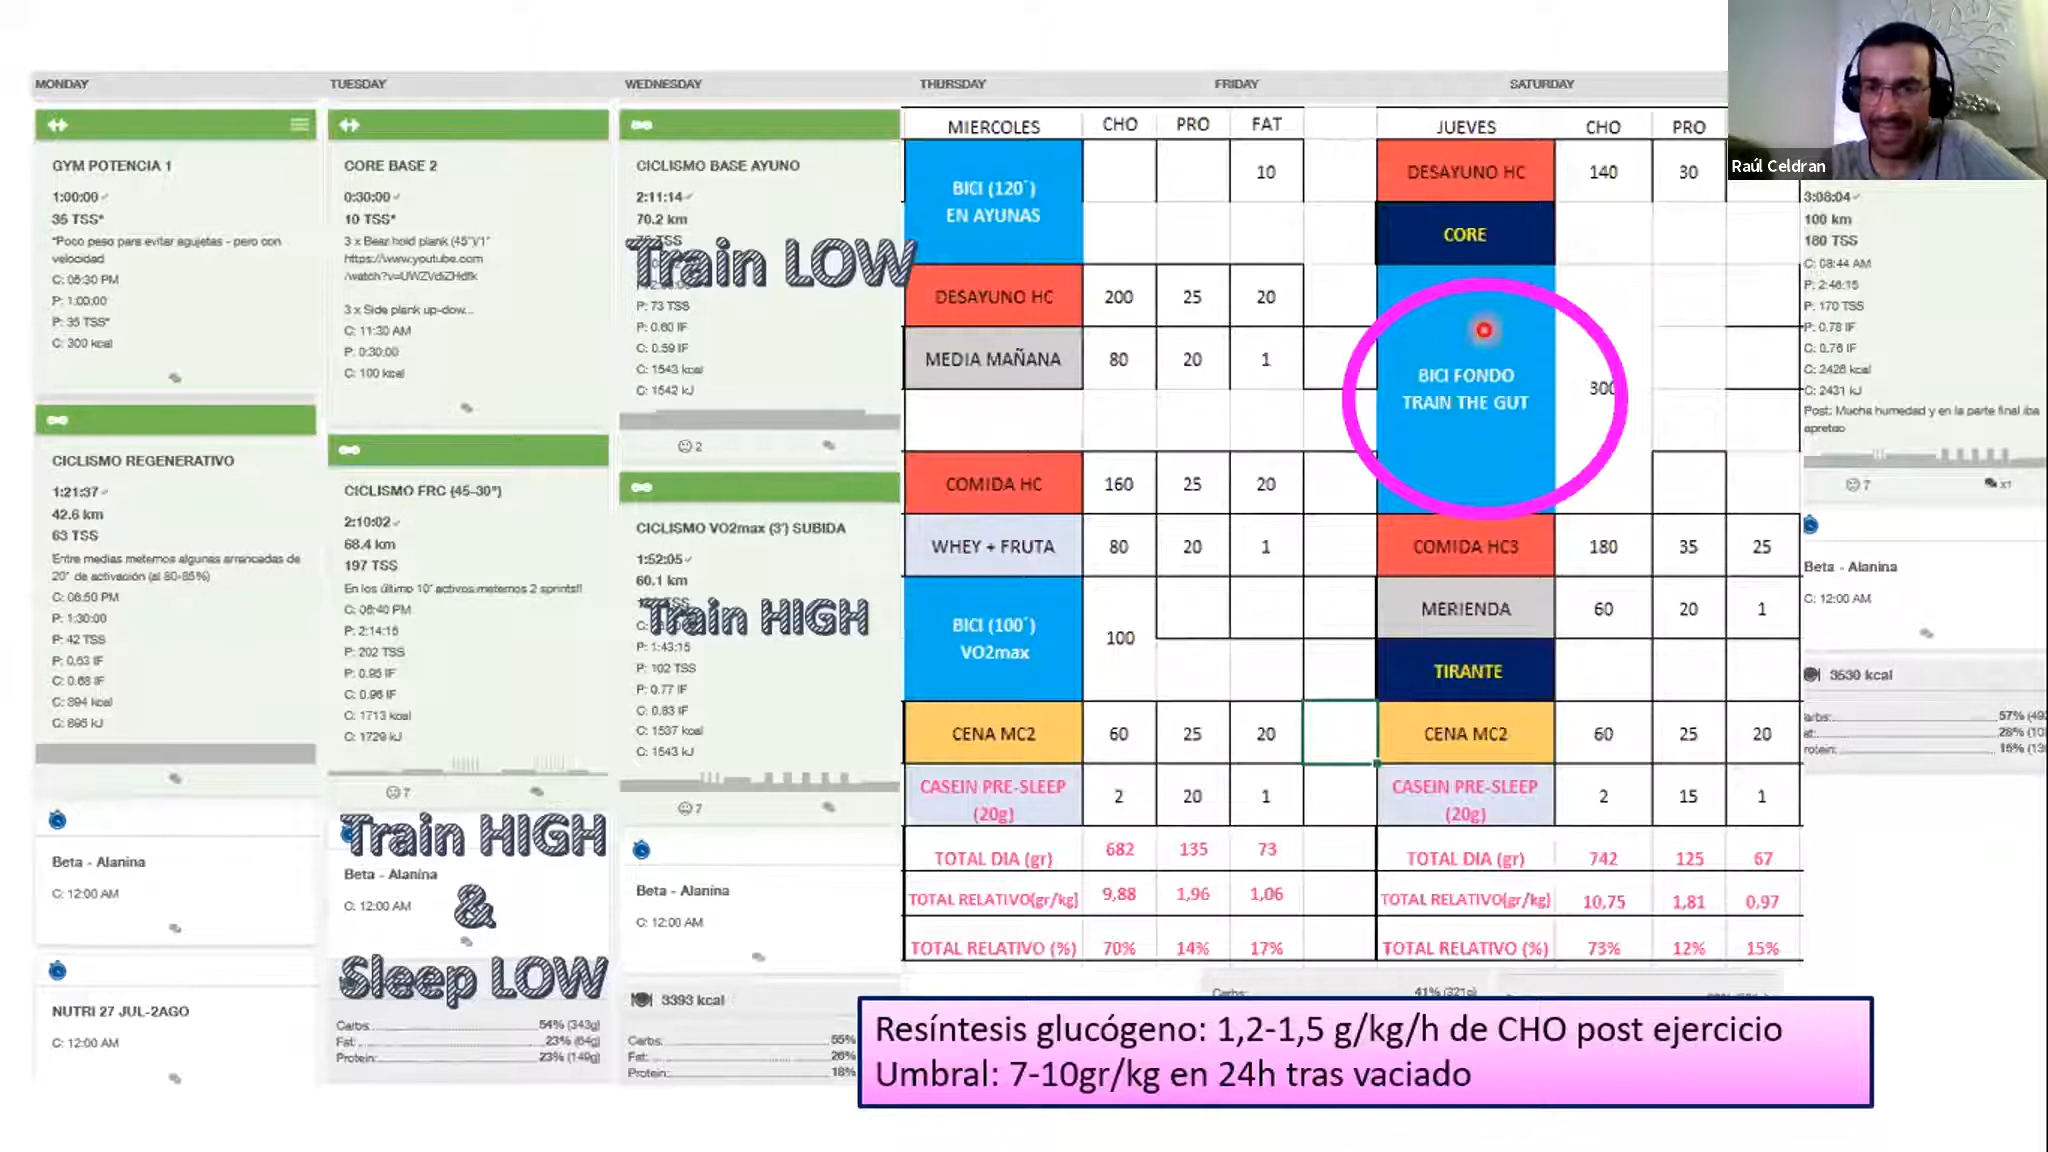 MONDAY
TUESDAY
WEDNESDAY
THURSDAY
FRIDAY
SATURDAY
GYM POTENCIA 1
1:00:00
35 TSS*
*Poco peso para evitar agujetas - pero con
velocidad
C: 05:30 PM
P: 1:00:00
P: 35 TSS*
C: 300 kcal
CICLISMO REGENERATIVO
1:21:37
42.6 km
63 TSS
Entre medias metemos algunas arrancadas de
20" de activación (al 80-85%)
C: 06:50 PM
P: 1:30:00
P: 42 TSS
P: 0.53 IF
C: 0.68 IF
C: 894 kcal
C: 895 kJ
Beta - Alanina
C: 12:00 AM
NUTRI 27 JUL-2AGO
C: 12:00 AM
CORE BASE 2
0:30:00
10 TSS*
3 x Bear hold plank (45")/1'
https://www.youtube.com
/watch?v=UWZVdiZHdfk
3 x Side plank up-dow...
C: 11:30 AM
P: 0:30:00
C: 100 kcal
CICLISMO FRC (45-30")
2:10:02
68.4 km
197 TSS
En los último 10' activos metemos 2 sprints!!
C: 06:40 PM
P: 2:14:15
P: 202 TSS
P: 0.95 IF
C: 0.96 IF
C: 1713 kcal
C: 1729 kJ
7
Train HIGH
Beta - Alanina
C: 12:00 AM
&
Sleep LOW
Carbs: 54% (343g)
Fat: 23% (64g)
Protein: 23% (149g)
CICLISMO BASE AYUNO
2:11:14
70.2 km
Train LOW
P: 73 TSS
P: 0.60 IF
C: 0.59 IF
C: 1543 kcal
C: 1542 kJ
2
CICLISMO VO2max (3') SUBIDA
1:52:05
60.1 km
Train HIGH
P: 1:43:15
P: 102 TSS
P: 0.77 IF
C: 0.83 IF
C: 1537 kcal
C: 1543 kJ
7
Beta - Alanina
C: 12:00 AM
3393 kcal
Carbs: 55%
Fat: 26%
Protein: 18%
MIERCOLES CHO PRO FAT
BICI (120´) 10
EN AYUNAS
DESAYUNO HC 200 25 20
MEDIA MAÑANA 80 20 1
COMIDA HC 160 25 20
WHEY + FRUTA 80 20 1
BICI (100´) 100
VO2max
CENA MC2 60 25 20
CASEIN PRE-SLEEP 2 20 1
(20g)
TOTAL DIA (gr) 682 135 73
TOTAL RELATIVO(gr/kg) 9,88 1,96 1,06
TOTAL RELATIVO (%) 70% 14% 17%
JUEVES CHO PRO
DESAYUNO HC 140 30
CORE
BICI FONDO 300
TRAIN THE GUT
COMIDA HC3 180 35 25
MERIENDA 60 20 1
TIRANTE
CENA MC2 60 25 20
CASEIN PRE-SLEEP 2 15 1
(20g)
TOTAL DIA (gr) 742 125 67
TOTAL RELATIVO(gr/kg) 10,75 1,81 0,97
TOTAL RELATIVO (%) 73% 12% 15%
Raúl Celdran
3:08:04
100 km
180 TSS
C: 08:44 AM
P: 2:46:15
P: 170 TSS
P: 0.78 IF
C: 0.76 IF
C: 2426 kcal
C: 2431 kJ
Post: Mucha humedad y en la parte final iba
apretao
7
x1
Beta - Alanina
C: 12:00 AM
3530 kcal
57%
28%
15%
Carbs: 41% (321g)
Resíntesis glucógeno: 1,2-1,5 g/kg/h de CHO post ejercicio
Umbral: 7-10gr/kg en 24h tras vaciado